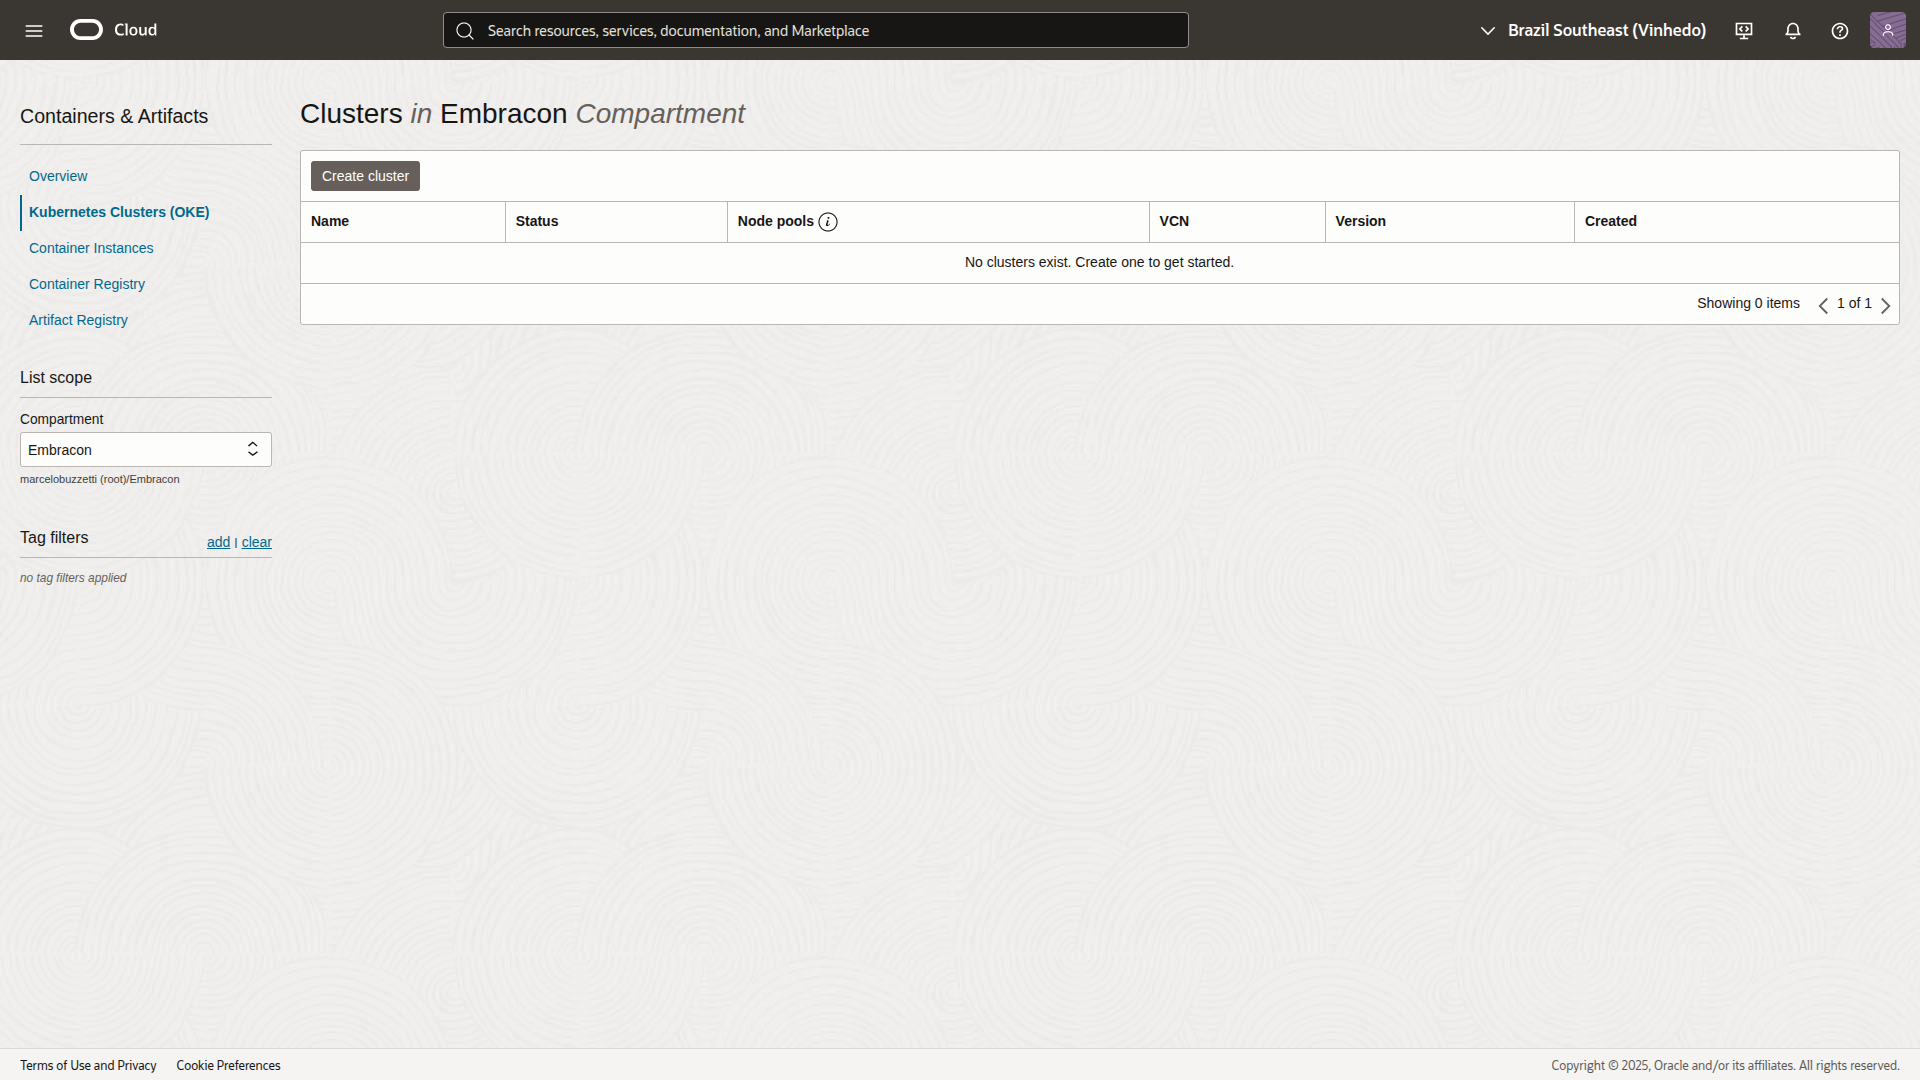 Cloud
Search resources, services, documentation, and Marketplace
Brazil Southeast (Vinhedo)
Containers & Artifacts
Overview
Kubernetes Clusters (OKE)
Container Instances
Container Registry
Artifact Registry
List scope
Compartment
Embracon
marcelobuzzetti (root)/Embracon
Tag filters
add | clear
no tag filters applied
Clusters in Embracon Compartment
Create cluster
Name Status Node pools i VCN Version Created
No clusters exist. Create one to get started.
Showing 0 items 1 of 1
Terms of Use and Privacy Cookie Preferences
Copyright © 2025, Oracle and/or its affiliates. All rights reserved.